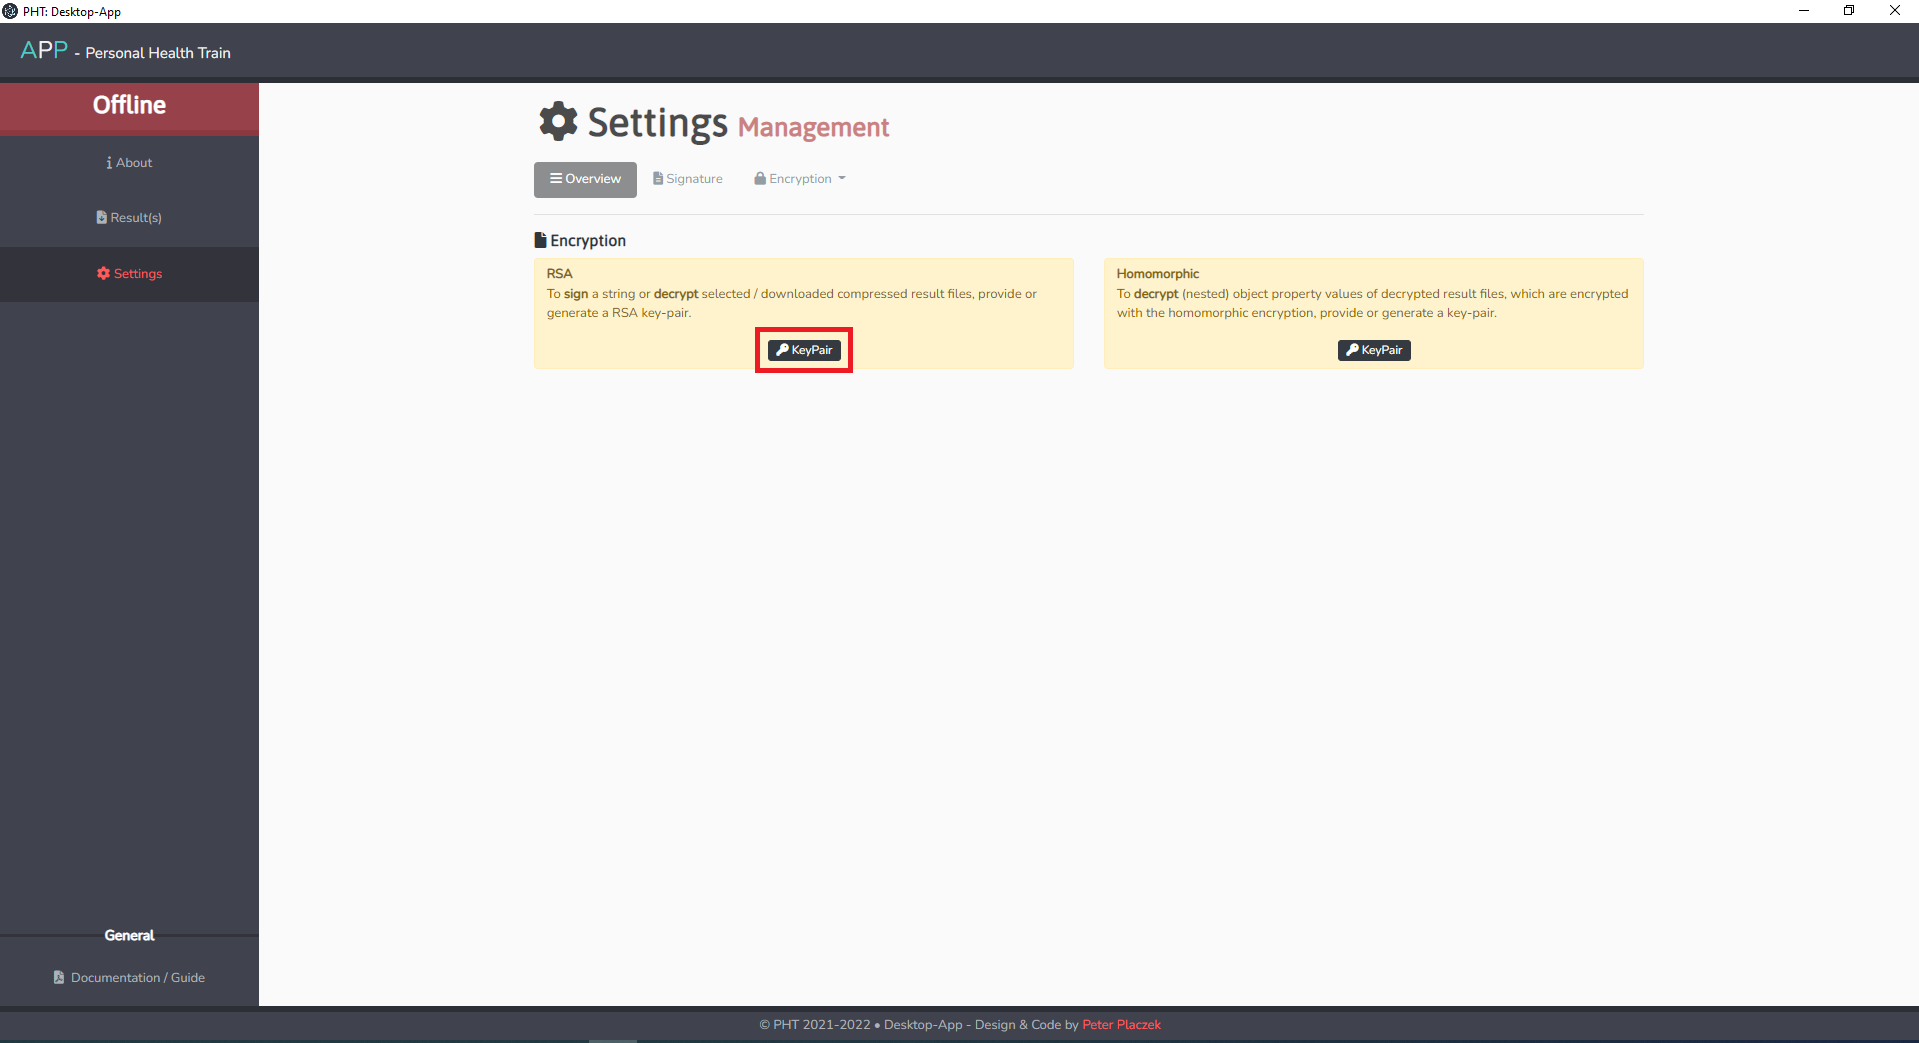 PHT: Desktop-App
APP - Personal Health Train
Offline
About
Result(s)
Settings
General
Documentation / Guide
Settings Management
Overview
Signature
Encryption
Encryption
RSA
To sign a string or decrypt selected / downloaded compressed result files, provide or
generate a RSA key-pair.
KeyPair
Homomorphic
To decrypt (nested) object property values of decrypted result files, which are encrypted
with the homomorphic encryption, provide or generate a key-pair.
KeyPair
© PHT 2021-2022 • Desktop-App - Design & Code by Peter Placzek